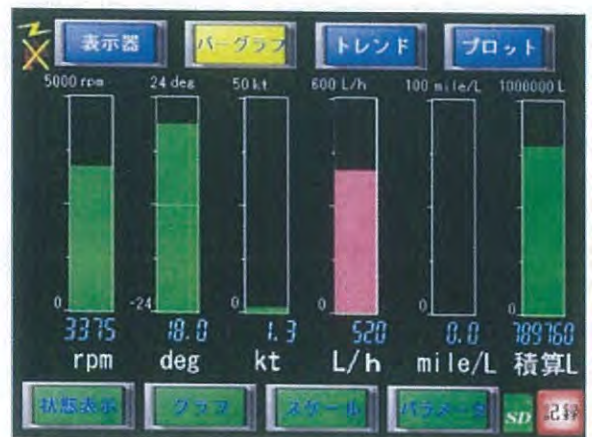 表示器 バーグラフ トレンド プロット
5000 rpm 24 deg 50 kt 600 L/h 100 mile/L 1000000 L
0 -24 0 0 0 0
3375 18.0 1.3 520 0.0 789760
rpm deg kt L/h mile/L 積算L
状態表示 グラフ スケール パラメータ SD 記録